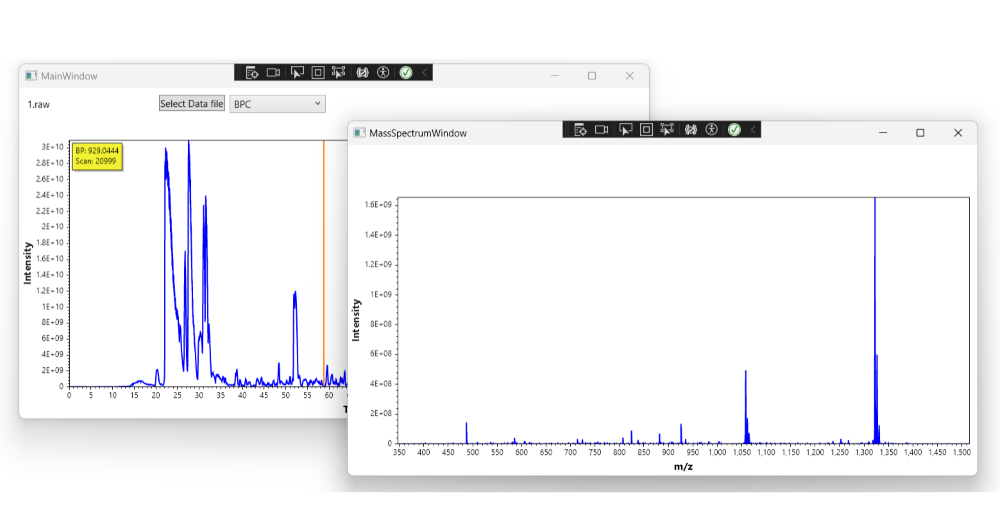 MainWindow
1.raw
Select Data file
BPC
BP: 929.0444
Scan: 20999
3E+10
2.8E+10
2.6E+10
2.4E+10
2.2E+10
2E+10
1.8E+10
1.6E+10
1.4E+10
1.2E+10
1E+10
8E+09
6E+09
4E+09
2E+09
0
Intensity
0 5 10 15 20 25 30 35 40 45 50 55 60
T
MassSpectrumWindow
1.6E+09
1.4E+09
1.2E+09
1E+09
8E+08
6E+08
4E+08
2E+08
0
Intensity
350 400 450 500 550 600 650 700 750 800 850 900 950 1,000 1,050 1,100 1,150 1,200 1,250 1,300 1,350 1,400 1,450 1,500
m/z